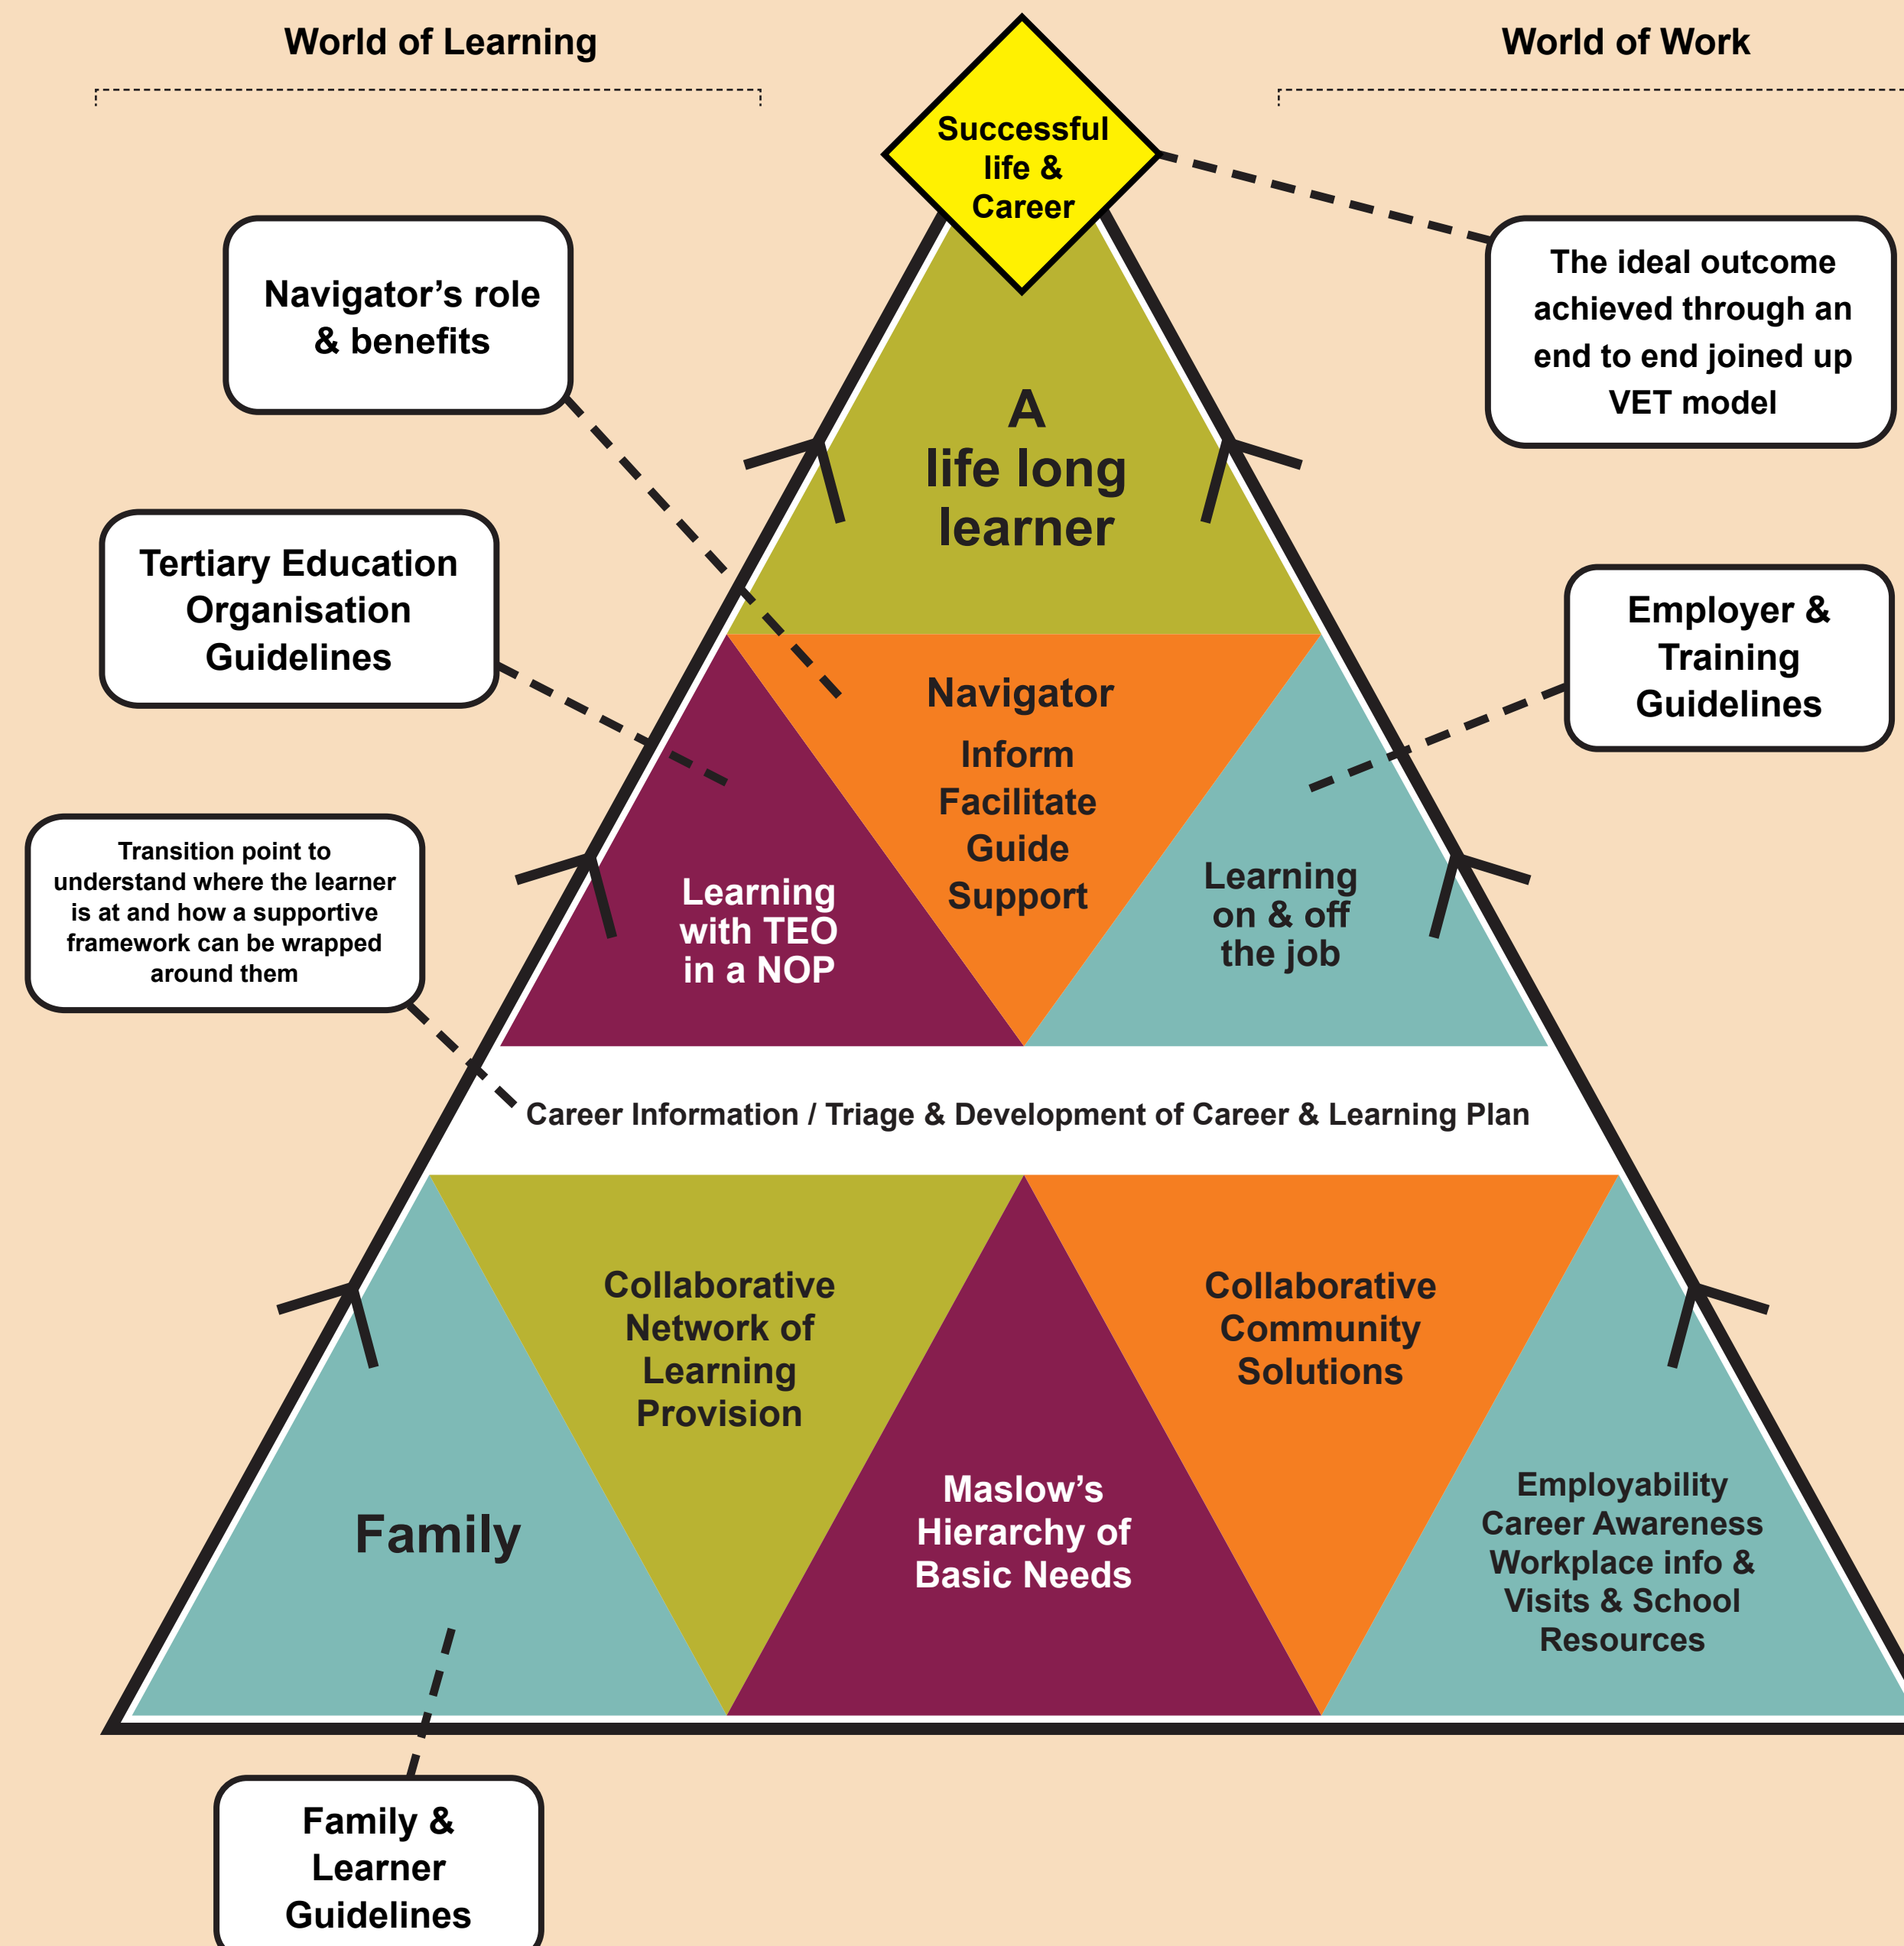 World of Learning
World of Work
Successful
life &
Career
Navigator’s role
& benefits
The ideal outcome
achieved through an
end to end joined up
VET model
A
life long
learner
Tertiary Education
Organisation
Guidelines
Employer &
Training
Guidelines
Navigator
Inform
Facilitate
Guide
Support
Transition point to
understand where the learner
is at and how a supportive
framework can be wrapped
around them
Learning
with TEO
in a NOP
Learning
on & off
the job
Career Information / Triage & Development of Career & Learning Plan
Family
Collaborative
Network of
Learning
Provision
Maslow’s
Hierarchy of
Basic Needs
Collaborative
Community
Solutions
Employability
Career Awareness
Workplace info &
Visits & School
Resources
Family &
Learner
Guidelines